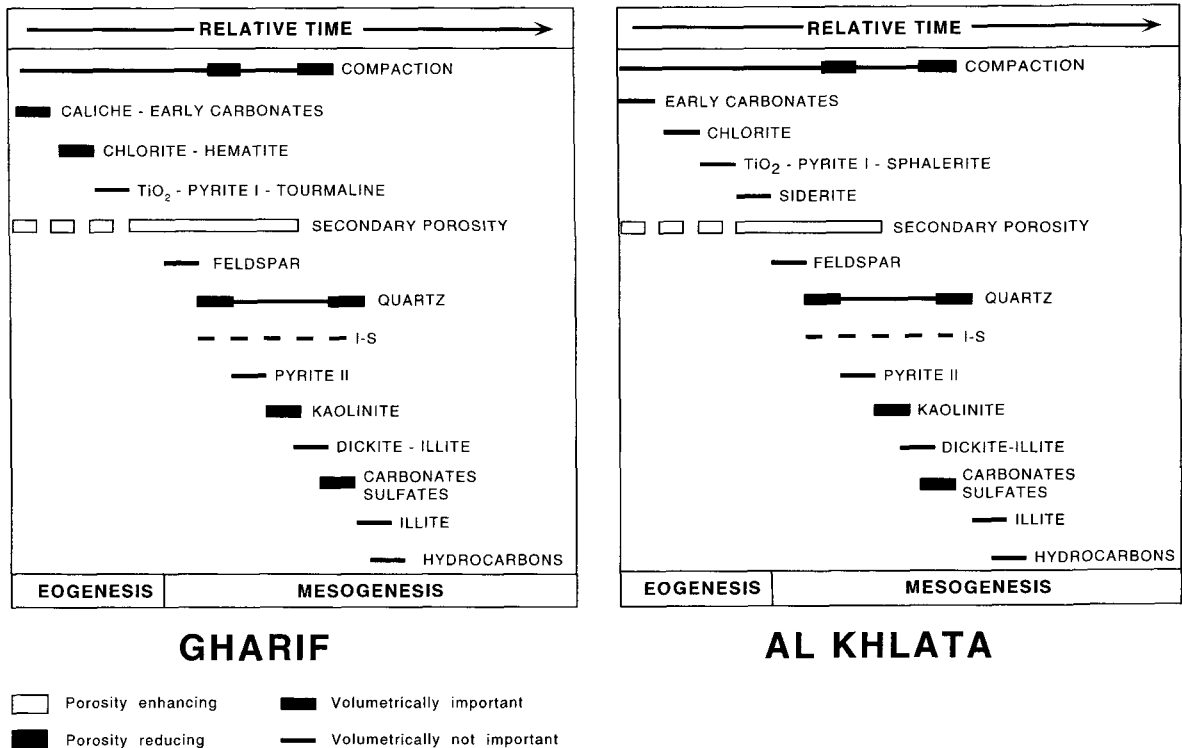 RELATIVE TIME
COMPACTION
CALICHE - EARLY CARBONATES
CHLORITE - HEMATITE
TiO2 - PYRITE I - TOURMALINE
SECONDARY POROSITY
FELDSPAR
QUARTZ
I-S
PYRITE II
KAOLINITE
DICKITE - ILLITE
CARBONATES
SULFATES
ILLITE
HYDROCARBONS
EOGENESIS MESOGENESIS
GHARIF
RELATIVE TIME
COMPACTION
EARLY CARBONATES
CHLORITE
TiO2 - PYRITE I - SPHALERITE
SIDERITE
SECONDARY POROSITY
FELDSPAR
QUARTZ
I-S
PYRITE II
KAOLINITE
DICKITE-ILLITE
CARBONATES
SULFATES
ILLITE
HYDROCARBONS
EOGENESIS MESOGENESIS
AL KHLATA
Porosity enhancing Volumetrically important
Porosity reducing Volumetrically not important